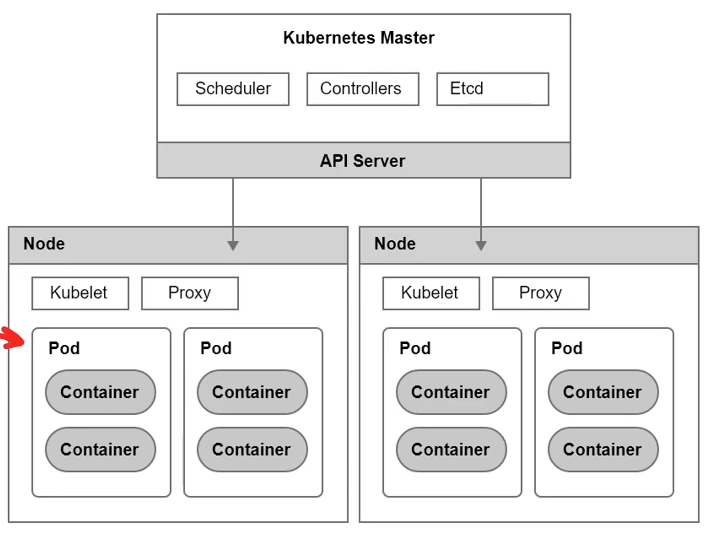 Kubernetes Master
Scheduler Controllers Etcd
API Server
Node
Kubelet Proxy
Pod Pod
Container Container
Container Container
Node
Kubelet Proxy
Pod Pod
Container Container
Container Container